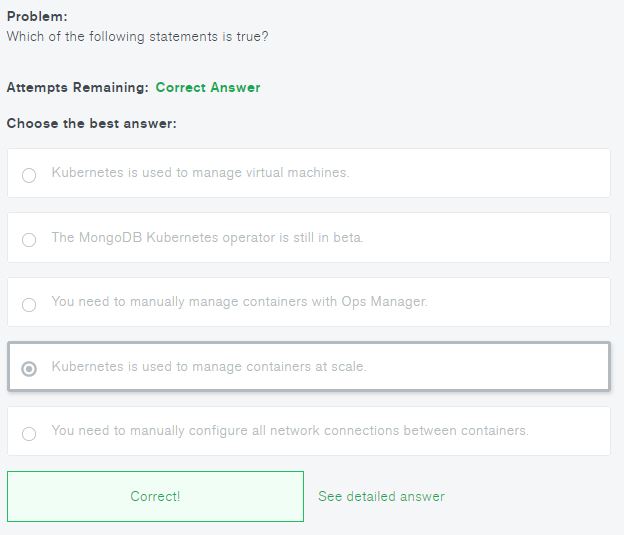 Problem:
Which of the following statements is true?
Attempts Remaining: Correct Answer
Choose the best answer:
Kubernetes is used to manage virtual machines.
The MongoDB Kubernetes operator is still in beta.
You need to manually manage containers with Ops Manager.
Kubernetes is used to manage containers at scale.
You need to manually configure all network connections between containers.
Correct! See detailed answer